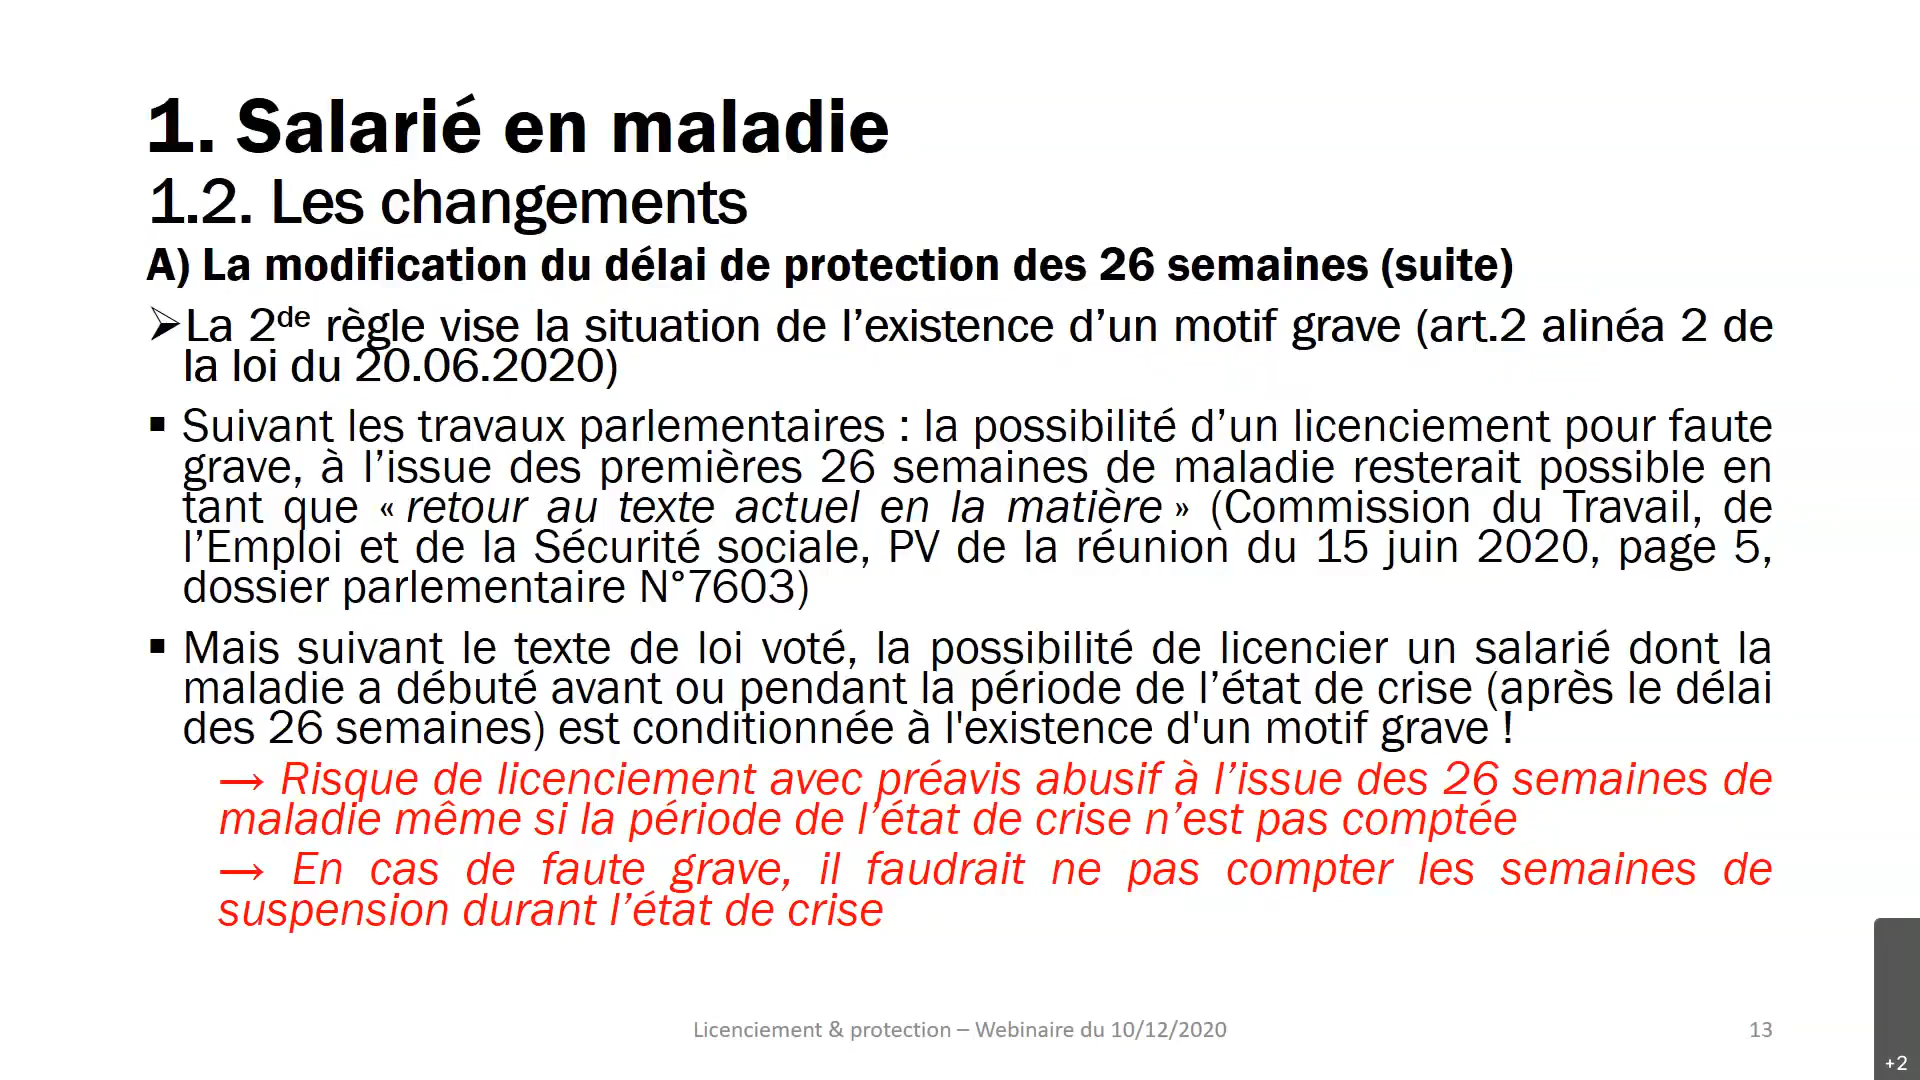 1. Salarié en maladie
1.2. Les changements
A) La modification du délai de protection des 26 semaines (suite)
➢La 2de règle vise la situation de l’existence d’un motif grave (art.2 alinéa 2 de
la loi du 20.06.2020)
▪ Suivant les travaux parlementaires : la possibilité d’un licenciement pour faute
grave, à l’issue des premières 26 semaines de maladie resterait possible en
tant que « retour au texte actuel en la matière » (Commission du Travail, de
l’Emploi et de la Sécurité sociale, PV de la réunion du 15 juin 2020, page 5,
dossier parlementaire N°7603)
▪ Mais suivant le texte de loi voté, la possibilité de licencier un salarié dont la
maladie a débuté avant ou pendant la période de l’état de crise (après le délai
des 26 semaines) est conditionnée à l'existence d'un motif grave !
→ Risque de licenciement avec préavis abusif à l’issue des 26 semaines de
maladie même si la période de l’état de crise n’est pas comptée
→ En cas de faute grave, il faudrait ne pas compter les semaines de
suspension durant l’état de crise
Licenciement & protection – Webinaire du 10/12/2020
13
+2